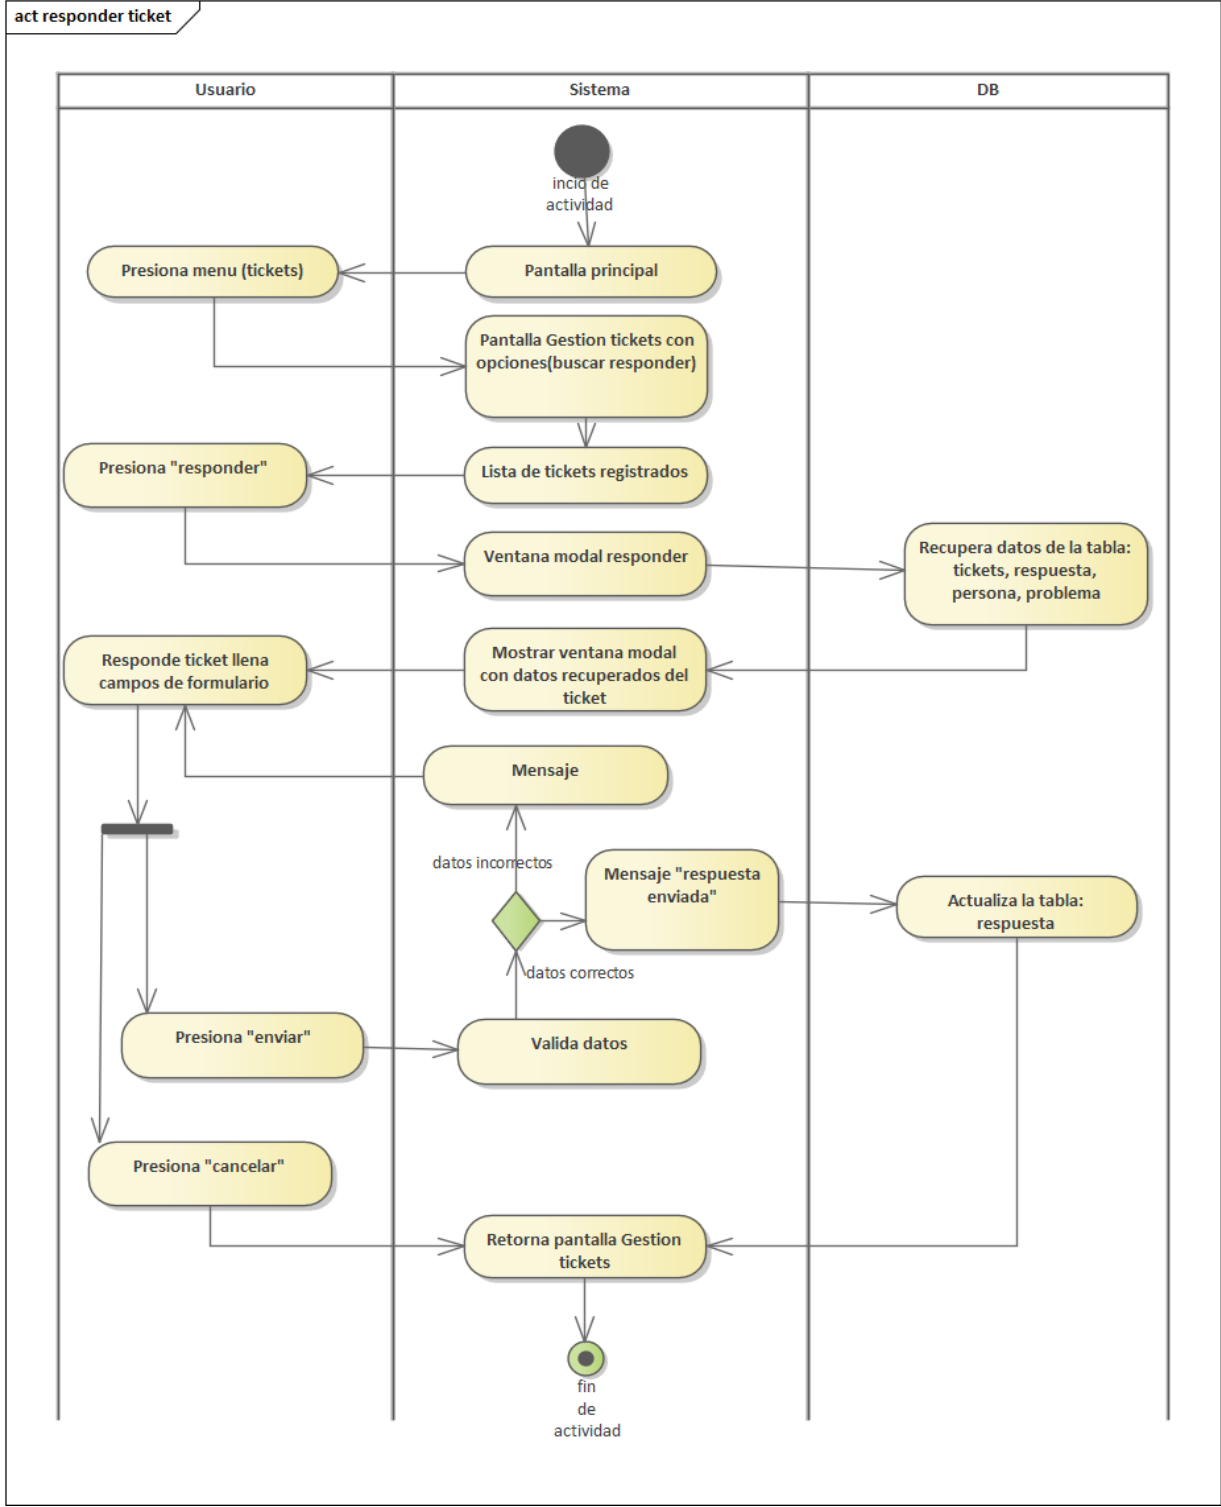 act responder ticket
Usuario
Sistema
DB
incio de
actividad
Presiona menu (tickets)
Pantalla principal
Pantalla Gestion tickets con
opciones(buscar responder)
Presiona "responder"
Lista de tickets registrados
Ventana modal responder
Recupera datos de la tabla:
tickets, respuesta,
persona, problema
Responde ticket llena
campos de formulario
Mostrar ventana modal
con datos recuperados del
ticket
Mensaje
datos incorrectos
Mensaje "respuesta
enviada"
Actualiza la tabla:
respuesta
datos correctos
Presiona "enviar"
Valida datos
Presiona "cancelar"
Retorna pantalla Gestion
tickets
fin
de
actividad